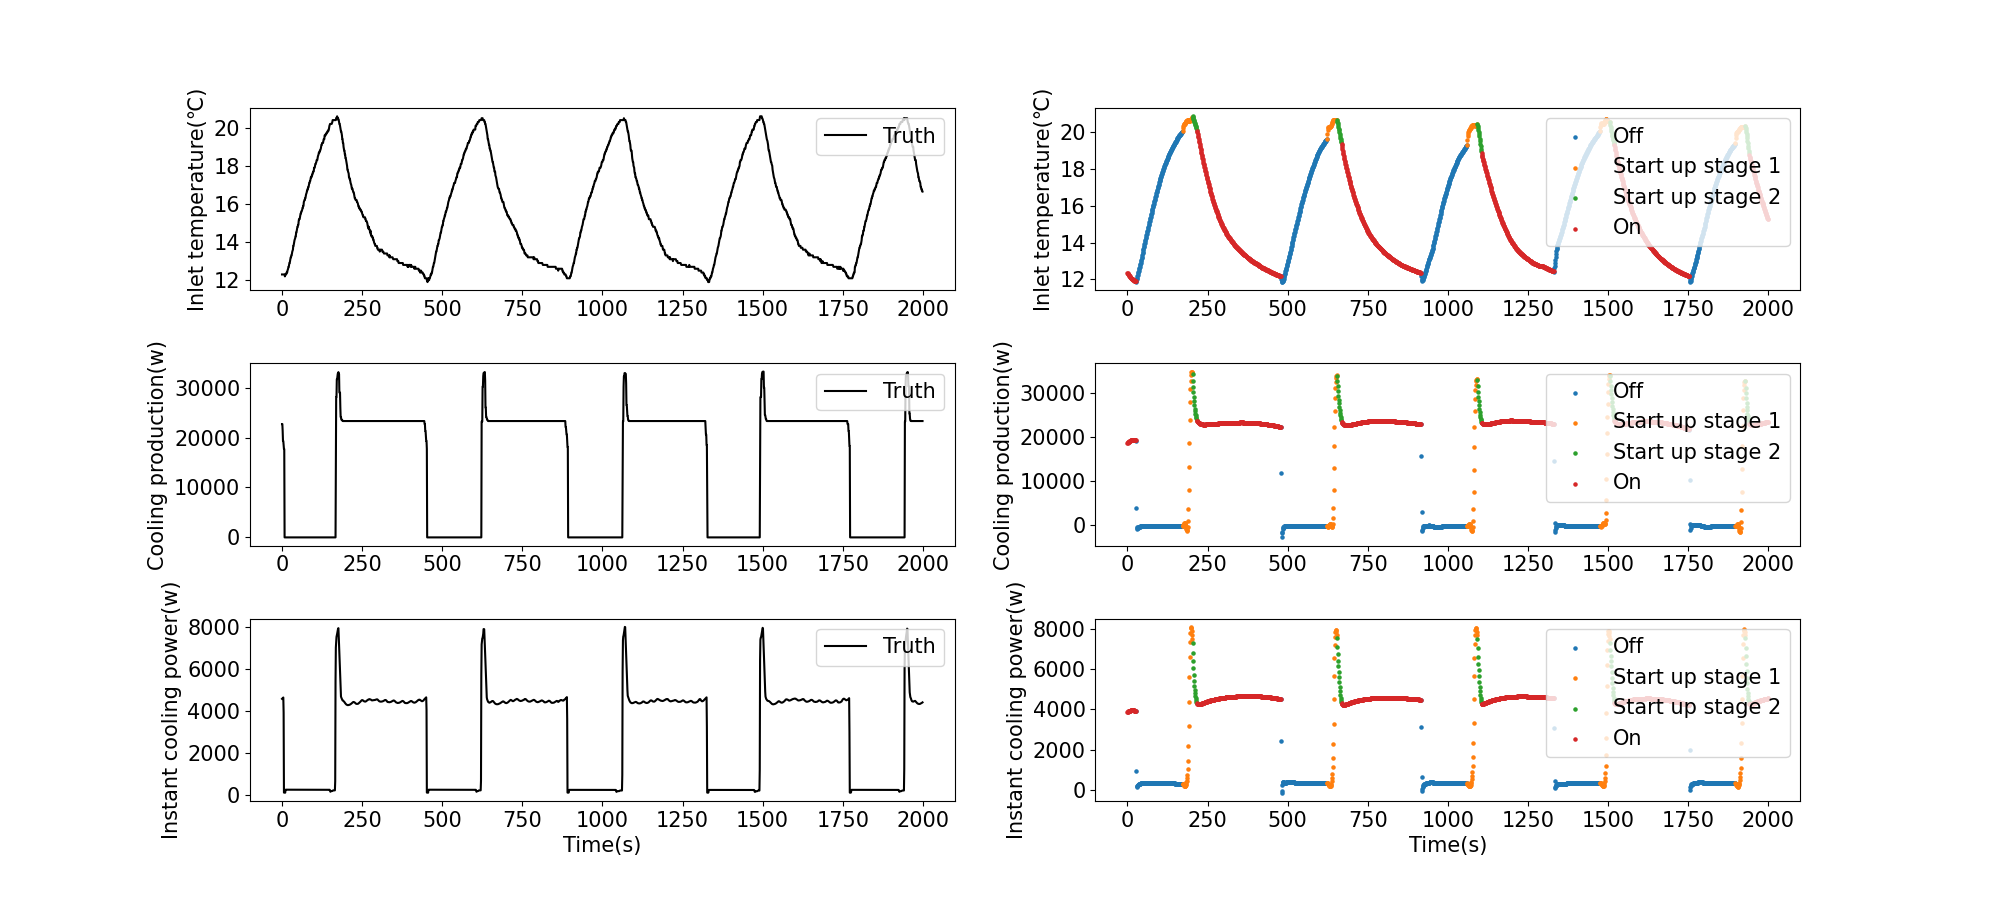 Inlet temperature(℃)
20
18
16
14
12
0 250 500 750 1000 1250 1500 1750 2000
Truth
Inlet temperature(℃)
20
18
16
14
12
0 250 500 750 1000 1250 1500 1750 2000
Off
Start up stage 1
Start up stage 2
On
Cooling production(w)
30000
20000
10000
0
0 250 500 750 1000 1250 1500 1750 2000
Truth
Cooling production(w)
30000
20000
10000
0
0 250 500 750 1000 1250 1500 1750 2000
Off
Start up stage 1
Start up stage 2
On
Instant cooling power(w)
8000
6000
4000
2000
0
0 250 500 750 1000 1250 1500 1750 2000
Time(s)
Truth
Instant cooling power(w)
8000
6000
4000
2000
0
0 250 500 750 1000 1250 1500 1750 2000
Time(s)
Off
Start up stage 1
Start up stage 2
On